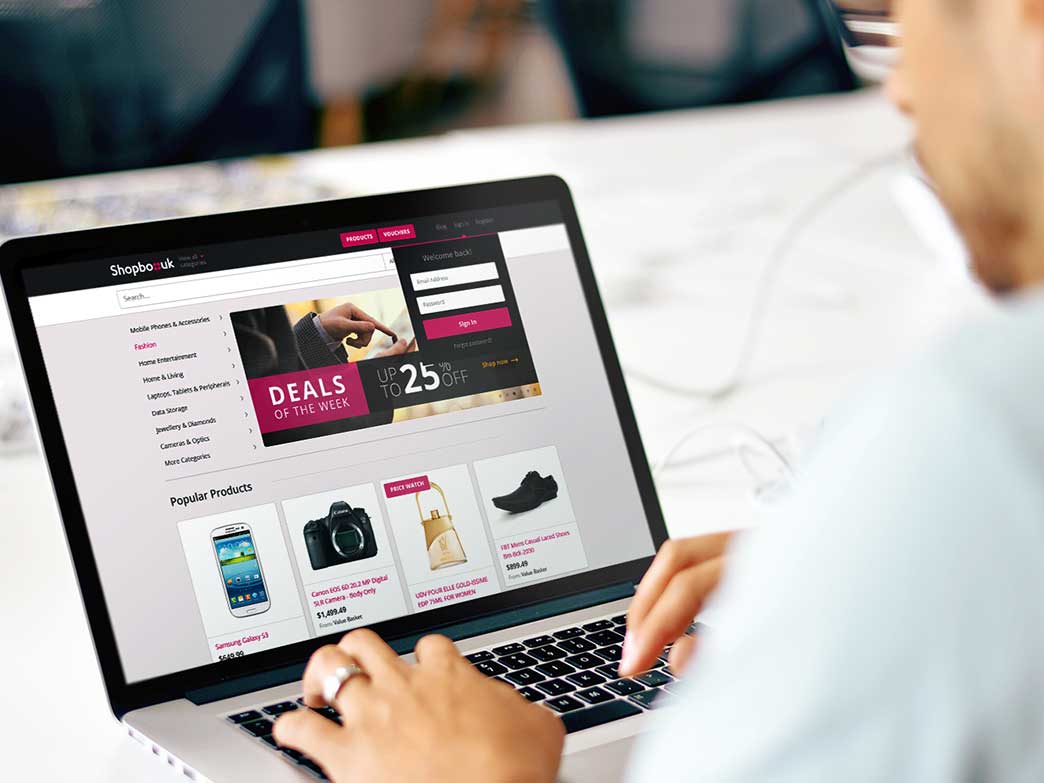 PRODUCTS
VOUCHERS
Blog
Sign In
Register
Shopbo
uk
View all
categories
Search...
Welcome back!
Email Address
Password
Sign In
Forgot password?
Mobile Phones & Accessories
Fashion
Home Entertainment
Home & Living
Laptops, Tablets & Peripherals
Data Storage
Jewellery & Diamonds
Cameras & Optics
More Categories
DEALS
OF THE WEEK
UP
TO 25% OFF
Shop now
Popular Products
PRICE WATCH
Samsung Galaxy S3
$649.99
Canon EOS 6D 20.2 MP Digital
SLR Camera - Body Only
$1,499.49
From: Value Basket
UDV POUR ELLE GOLD-ISSIME
EDP 75ML FOR WOMEN
FBT Mens Casual Laced Shoes
$899.49
From: Value Basket